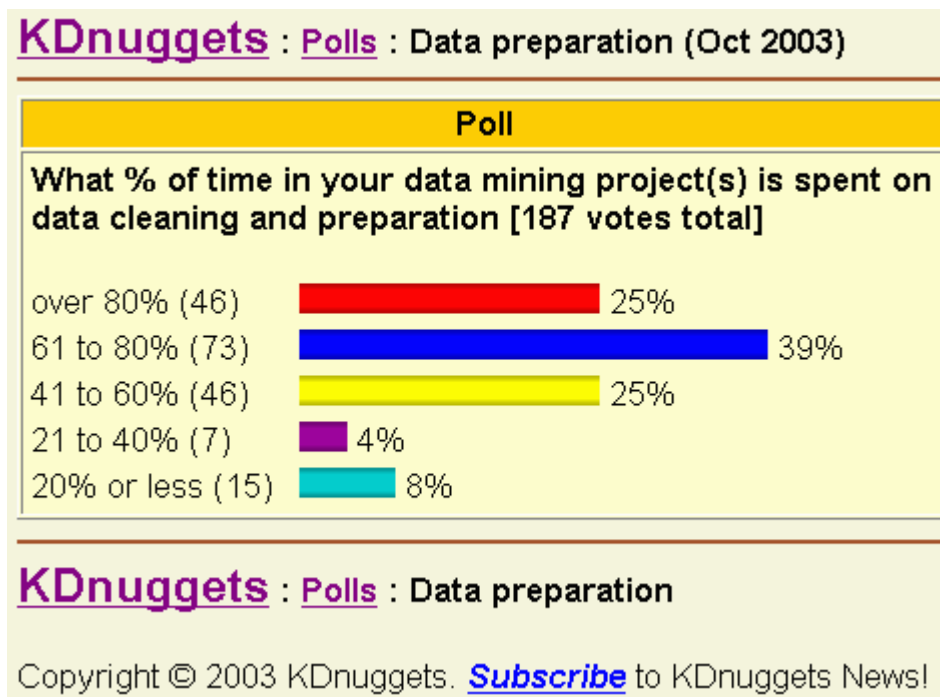 KDnuggets : Polls : Data preparation (Oct 2003)
Poll
What % of time in your data mining project(s) is spent on
data cleaning and preparation [187 votes total]
over 80% (46) 25%
61 to 80% (73) 39%
41 to 60% (46) 25%
21 to 40% (7) 4%
20% or less (15) 8%
KDnuggets : Polls : Data preparation
Copyright © 2003 KDnuggets. Subscribe to KDnuggets News!